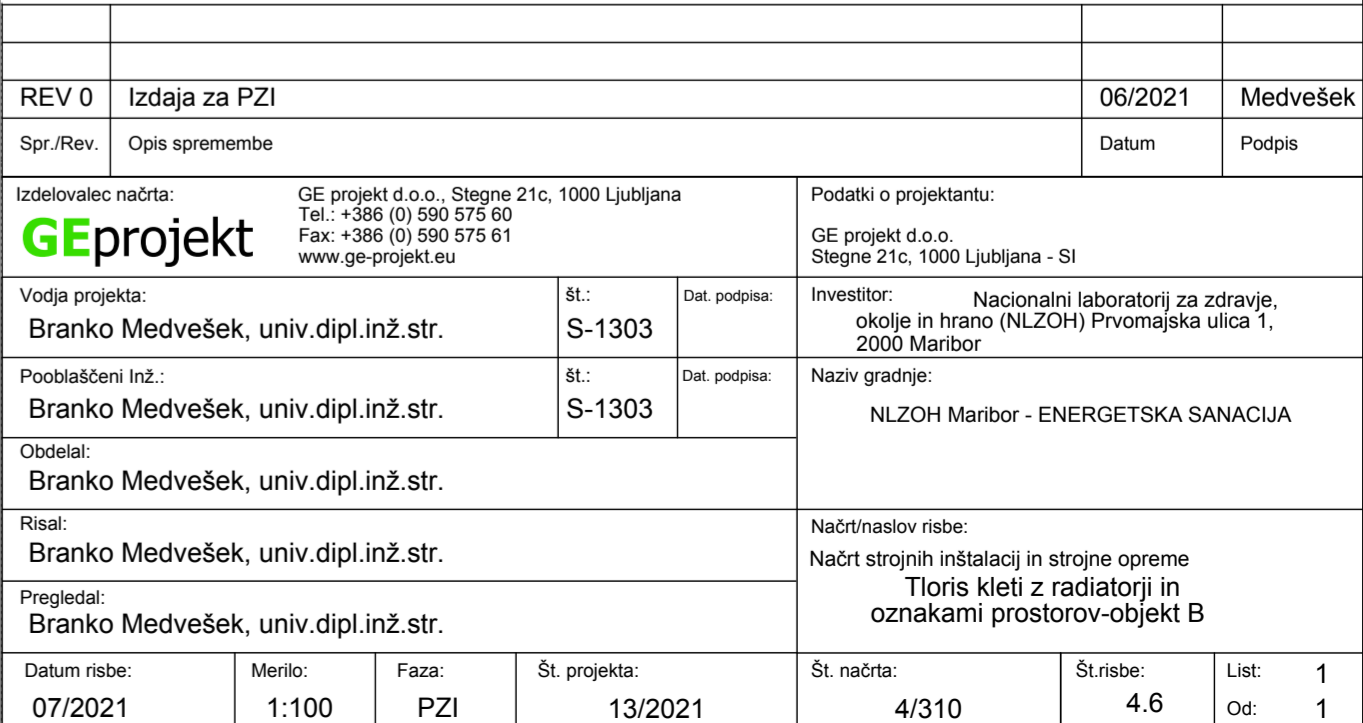 REV 0 Izdaja za PZI 06/2021 Medvešek
Spr./Rev. Opis spremembe Datum Podpis
Izdelovalec načrta:
GEprojekt
GE projekt d.o.o., Stegne 21c, 1000 Ljubljana
Tel.: +386 (0) 590 575 60
Fax: +386 (0) 590 575 61
www.ge-projekt.eu
Podatki o projektantu:
GE projekt d.o.o.
Stegne 21c, 1000 Ljubljana - SI
Vodja projekta:
Branko Medvešek, univ.dipl.inž.str.
št.:
S-1303
Dat. podpisa:
Investitor: Nacionalni laboratorij za zdravje,
okolje in hrano (NLZOH) Prvomajska ulica 1,
2000 Maribor
Pooblaščeni Inž.:
Branko Medvešek, univ.dipl.inž.str.
št.:
S-1303
Dat. podpisa:
Naziv gradnje:
NLZOH Maribor - ENERGETSKA SANACIJA
Obdelal:
Branko Medvešek, univ.dipl.inž.str.
Risal:
Branko Medvešek, univ.dipl.inž.str.
Pregledal:
Branko Medvešek, univ.dipl.inž.str.
Načrt/naslov risbe:
Načrt strojnih inštalacij in strojne opreme
Tloris kleti z radiatorji in
oznakami prostorov-objekt B
Datum risbe:
07/2021
Merilo:
1:100
Faza:
PZI
Št. projekta:
13/2021
Št. načrta:
4/310
Št.risbe:
4.6
List: 1
Od: 1